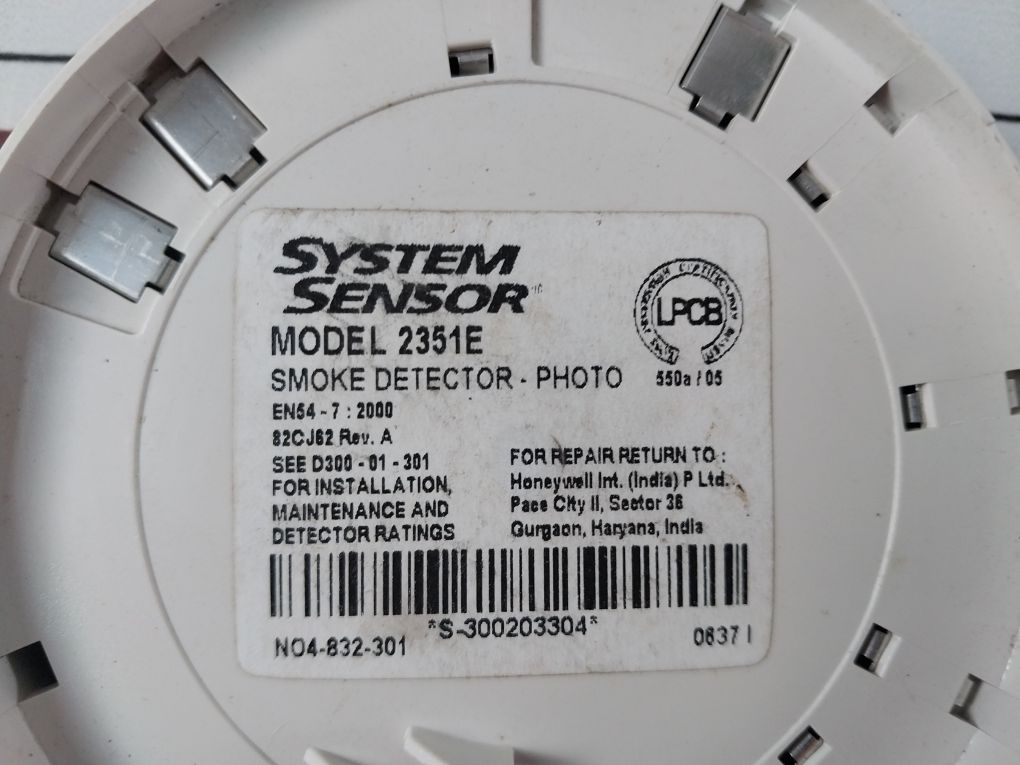 SYSTEM
SENSOR
MODEL 2351E
SMOKE DETECTOR - PHOTO
LPCB
550a / 05
EN54 - 7 : 2000
82CJ62 Rev. A
SEE D300 - 01 - 301
FOR INSTALLATION,
MAINTENANCE AND
DETECTOR RATINGS
FOR REPAIR RETURN TO :
Honeywell Int. (India) P Ltd.
Pace City II, Sector 36
Gurgaon, Haryana, India
*S-300203304*
NO4-832-301
0637 I